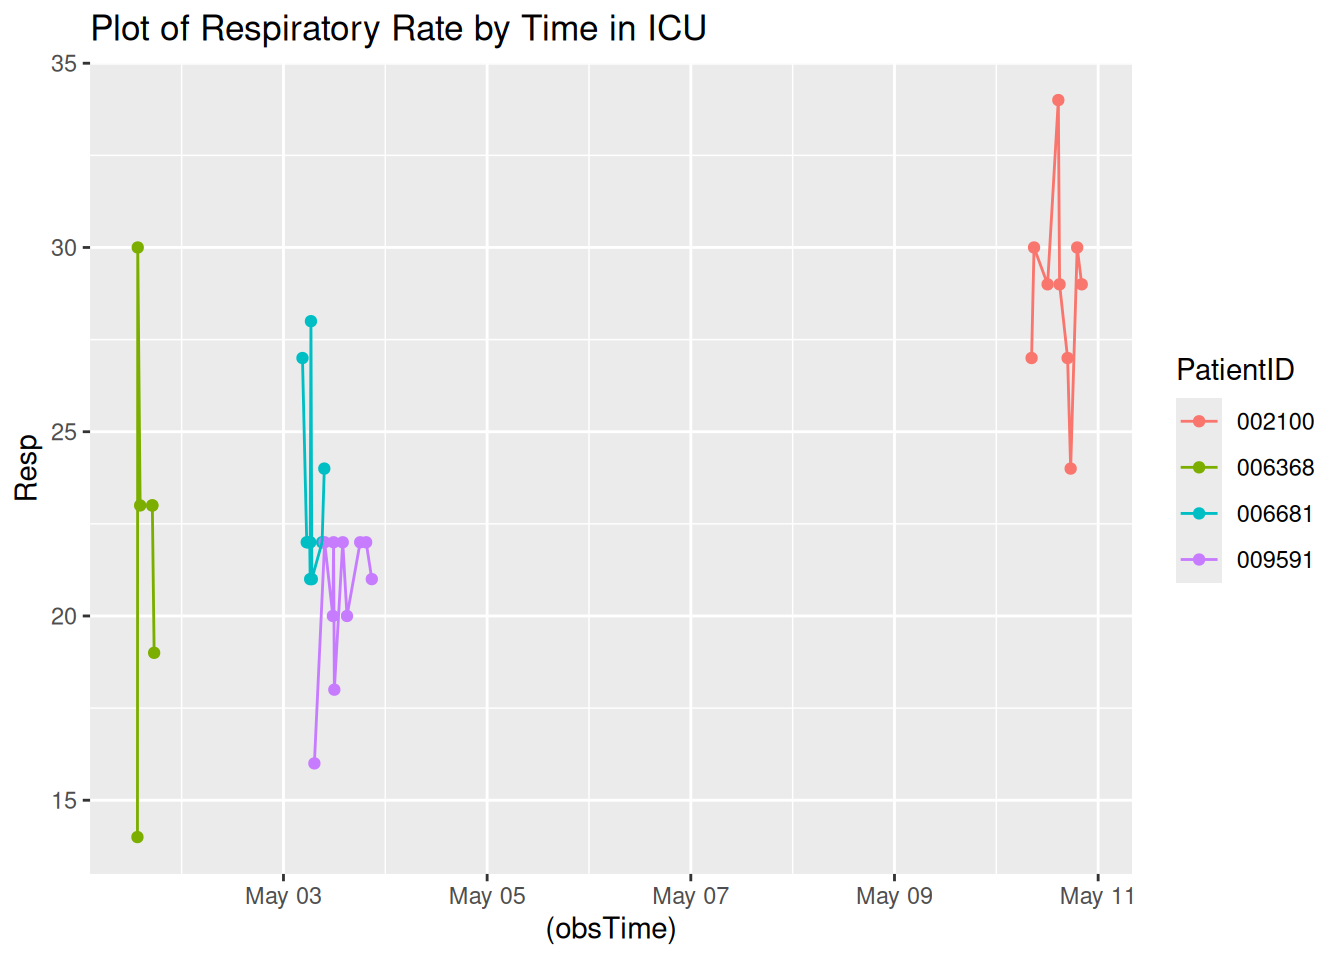 Plot of Respiratory Rate by Time in ICU
35
30
25
20
15
Resp
May 03
May 05
May 07
May 09
May 11
(obsTime)
PatientID
002100
006368
006681
009591